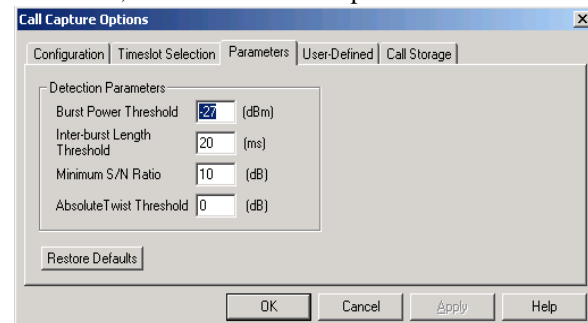 Call Capture Options
Configuration Timeslot Selection Parameters User-Defined Call Storage
Detection Parameters
Burst Power Threshold -27 (dBm)
Inter-burst Length
Threshold 20 (ms)
Minimum S/N Ratio 10 (dB)
AbsoluteTwist Threshold 0 (dB)
Restore Defaults
OK Cancel Apply Help